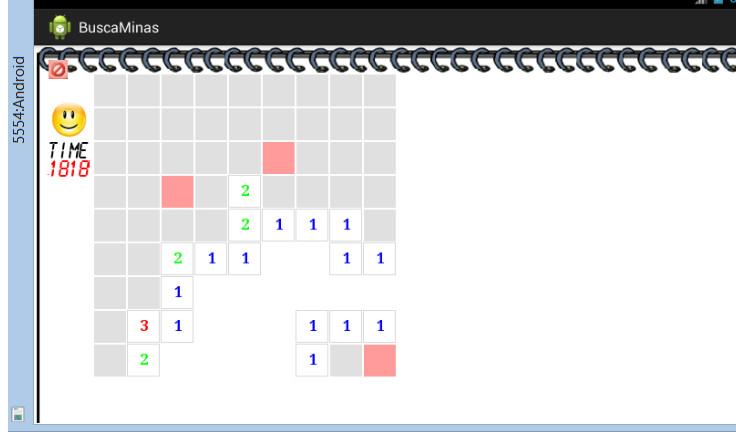 BuscaMinas
5554:Android
TIME
1818
2
2 1 1 1
2 1 1 1 1
1
3 1 1 1 1
2 1